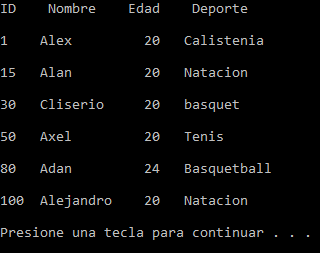 ID Nombre Edad Deporte
1 Alex 20 Calistenia
15 Alan 20 Natacion
30 Cliserio 20 basquet
50 Axel 20 Tenis
80 Adan 24 Basquetball
100 Alejandro 20 Natacion
Presione una tecla para continuar . . .